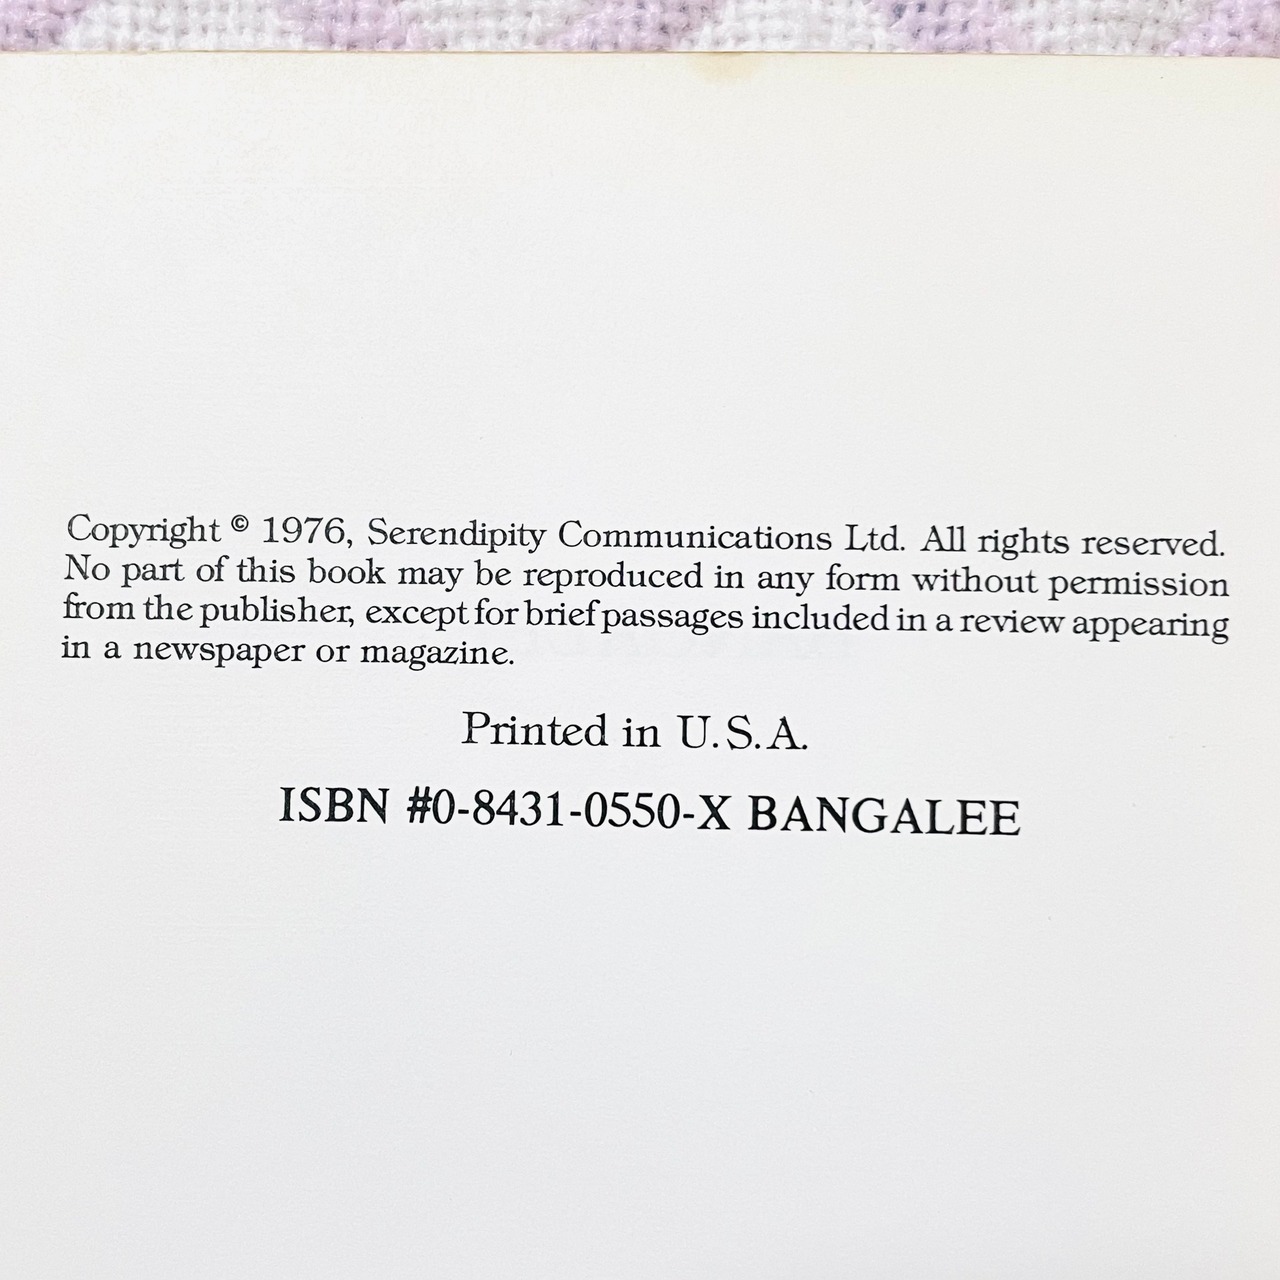 Copyright © 1976, Serendipity Communications Ltd. All rights reserved.
No part of this book may be reproduced in any form without permission
from the publisher, except for brief passages included in a review appearing
in a newspaper or magazine.
Printed in U.S.A.
ISBN #0-8431-0550-X BANGALEE